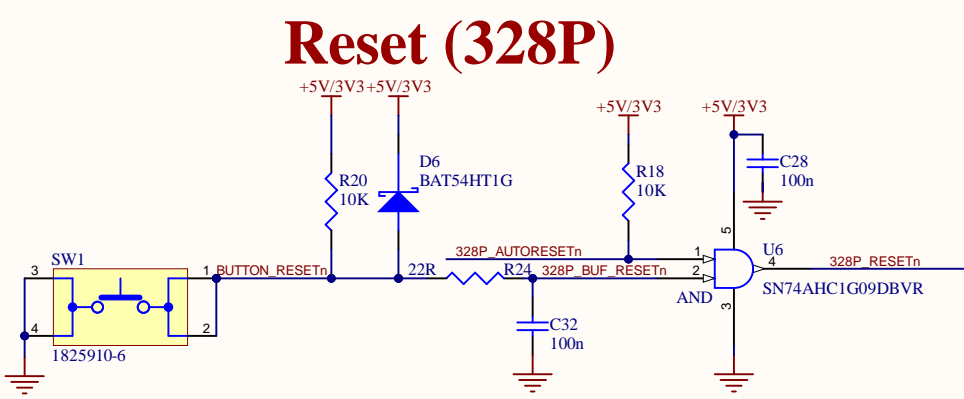 Reset (328P)
+5V/3V3 +5V/3V3
+5V/3V3
+5V/3V3
D6
BAT54HT1G
R20
10K
R18
10K
C28
100n
5
SW1
3
4
1
2
1825910-6
BUTTON_RESETn
22R
R24
328P_AUTORESETn
328P_BUF_RESETn
1
2
AND
U6
4
3
SN74AHC1G09DBVR
328P_RESETn
C32
100n